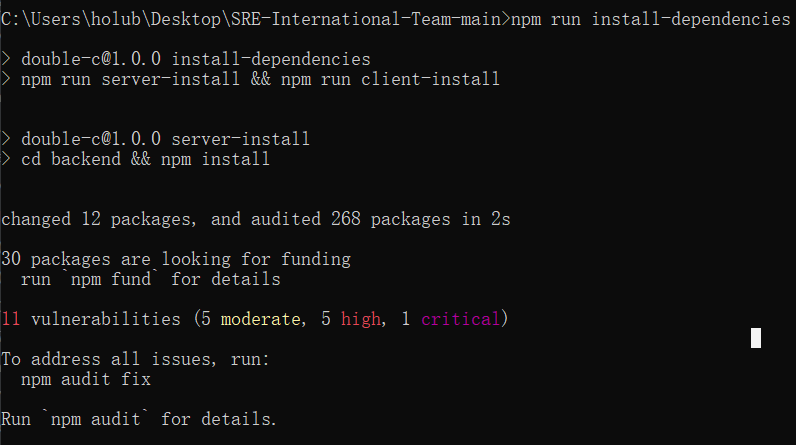 C:\Users\holub\Desktop\SRE-International-Team-main>npm run install-dependencies
> double-c@1.0.0 install-dependencies
> npm run server-install && npm run client-install
> double-c@1.0.0 server-install
> cd backend && npm install
changed 12 packages, and audited 268 packages in 2s
30 packages are looking for funding
run `npm fund` for details
11 vulnerabilities (5 moderate, 5 high, 1 critical)
To address all issues, run:
npm audit fix
Run `npm audit` for details.